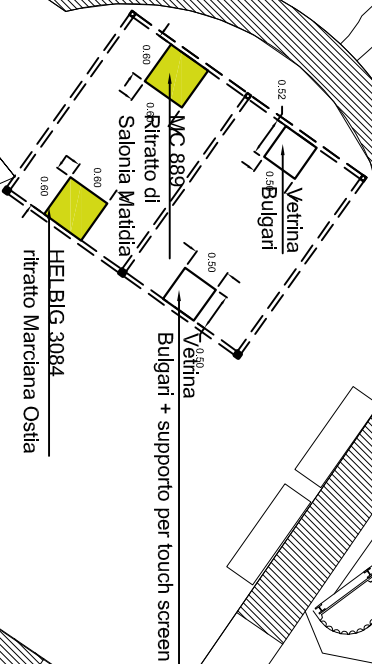 0.52
0.50
Vetrina
Bulgari
0.60
0.60
MC 889
Ritratto di
Salonia Matidia
0.60
0.60
HELBIG 3084
ritratto Marciana Ostia
0.50
0.50
Vetrina
Bulgari + supporto per touch screen